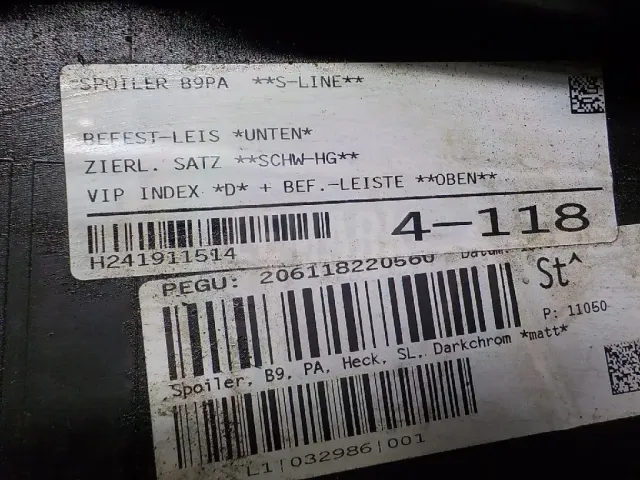 SPOILER B9PA **S-LINE**
BEFEST-LEIS *UNTEN*
ZIERL. SATZ **SCHW-HG**
VIP INDEX *D* + BEF.-LEISTE **OBEN**
4-118
H241911514
PEGU: 206118220560 Datum
St^
P: 11050
Spoiler, B9, PA, Heck, SL, Darkchrom *matt*
L1|032986|001